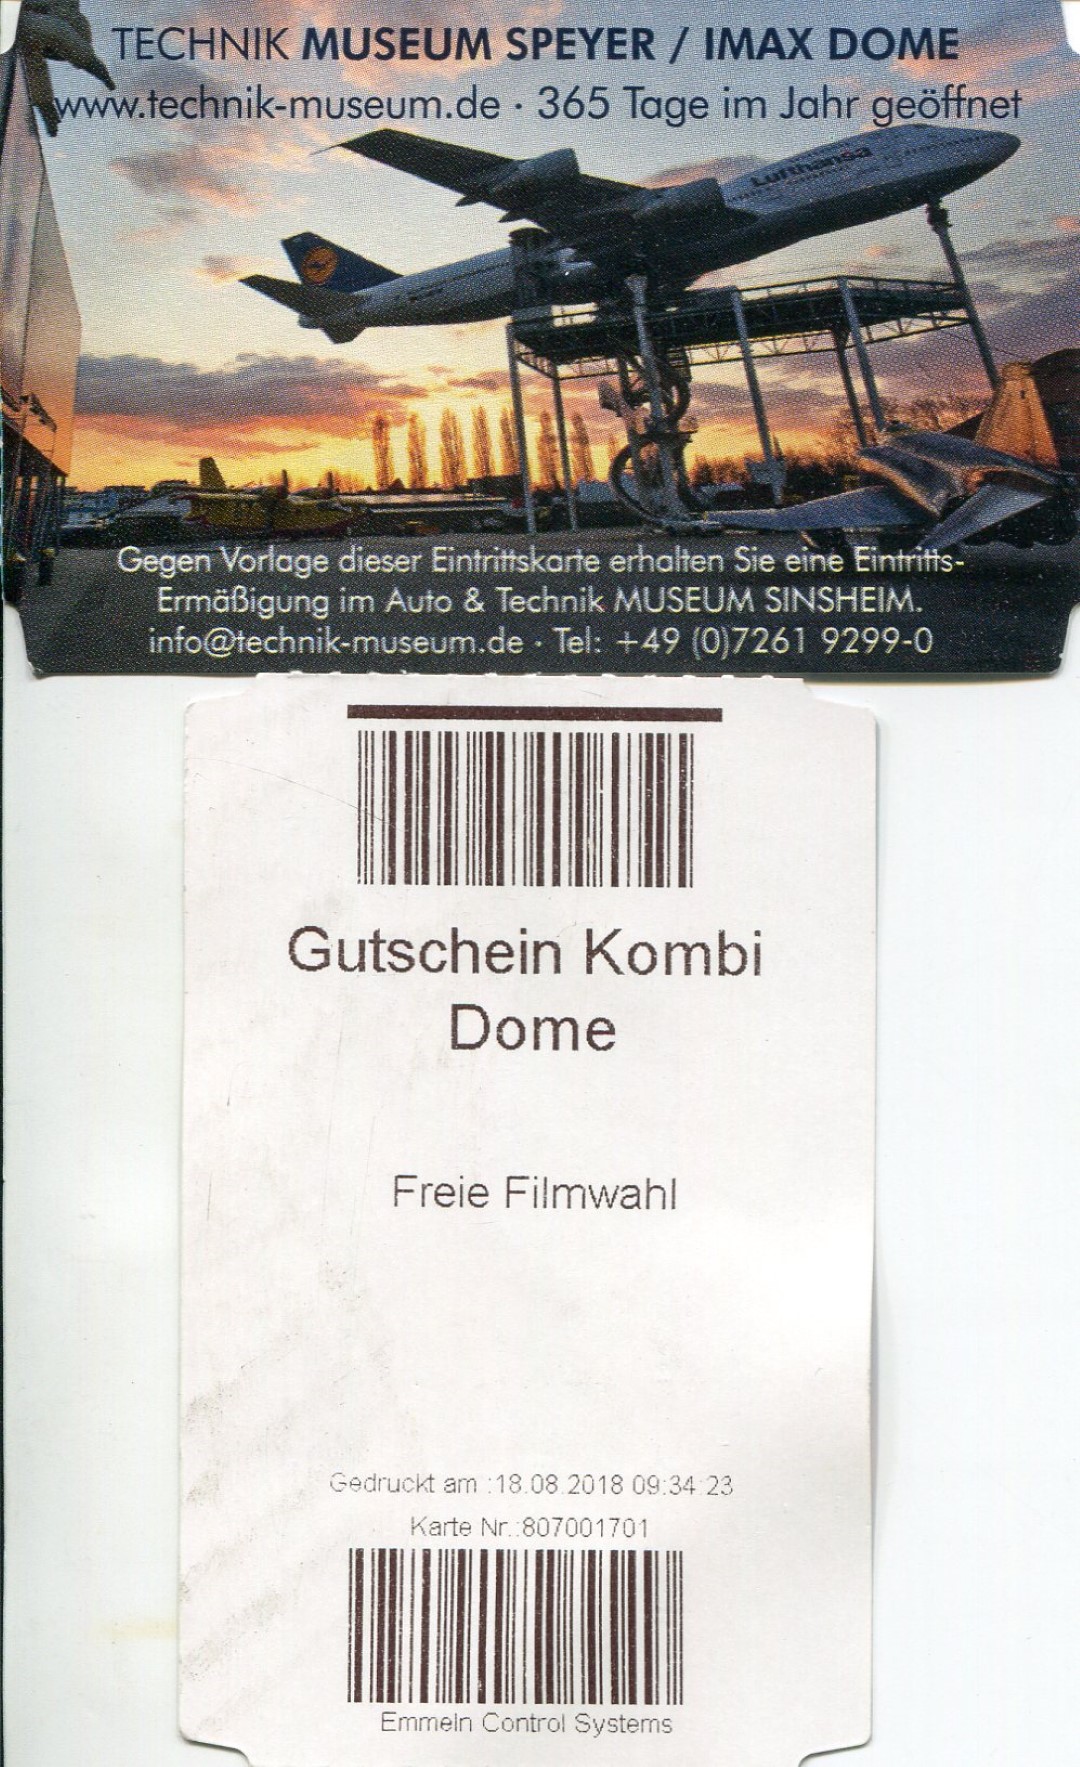 TECHNIK MUSEUM SPEYER / IMAX DOME
www.technik-museum.de · 365 Tage im Jahr geöffnet
Lufthansa
Gegen Vorlage dieser Eintrittskarte erhalten Sie eine Eintritts-
Ermäßigung im Auto & Technik MUSEUM SINSHEIM.
info@technik-museum.de · Tel: +49 (0)7261 9299-0
Gutschein Kombi
Dome
Freie Filmwahl
Gedruckt am :18.08.2018 09:34:23
Karte Nr.:807001701
Emmeln Control Systems